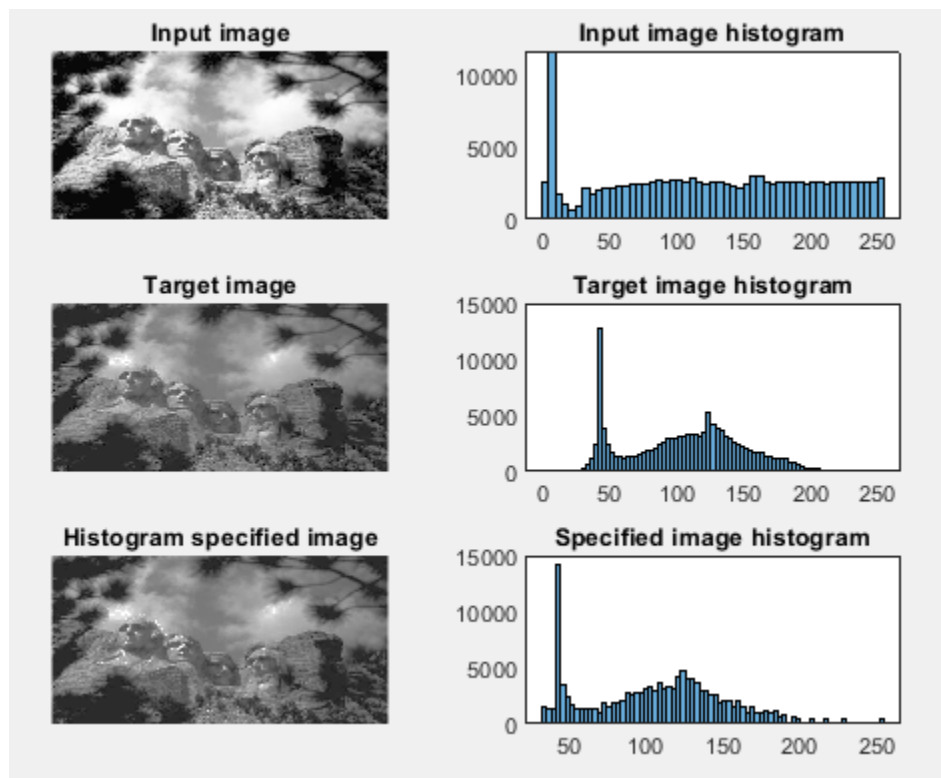 Input image
Input image histogram
10000
5000
0
0 50 100 150 200 250
Target image
Target image histogram
15000
10000
5000
0
0 50 100 150 200 250
Histogram specified image
Specified image histogram
15000
10000
5000
0
50 100 150 200 250